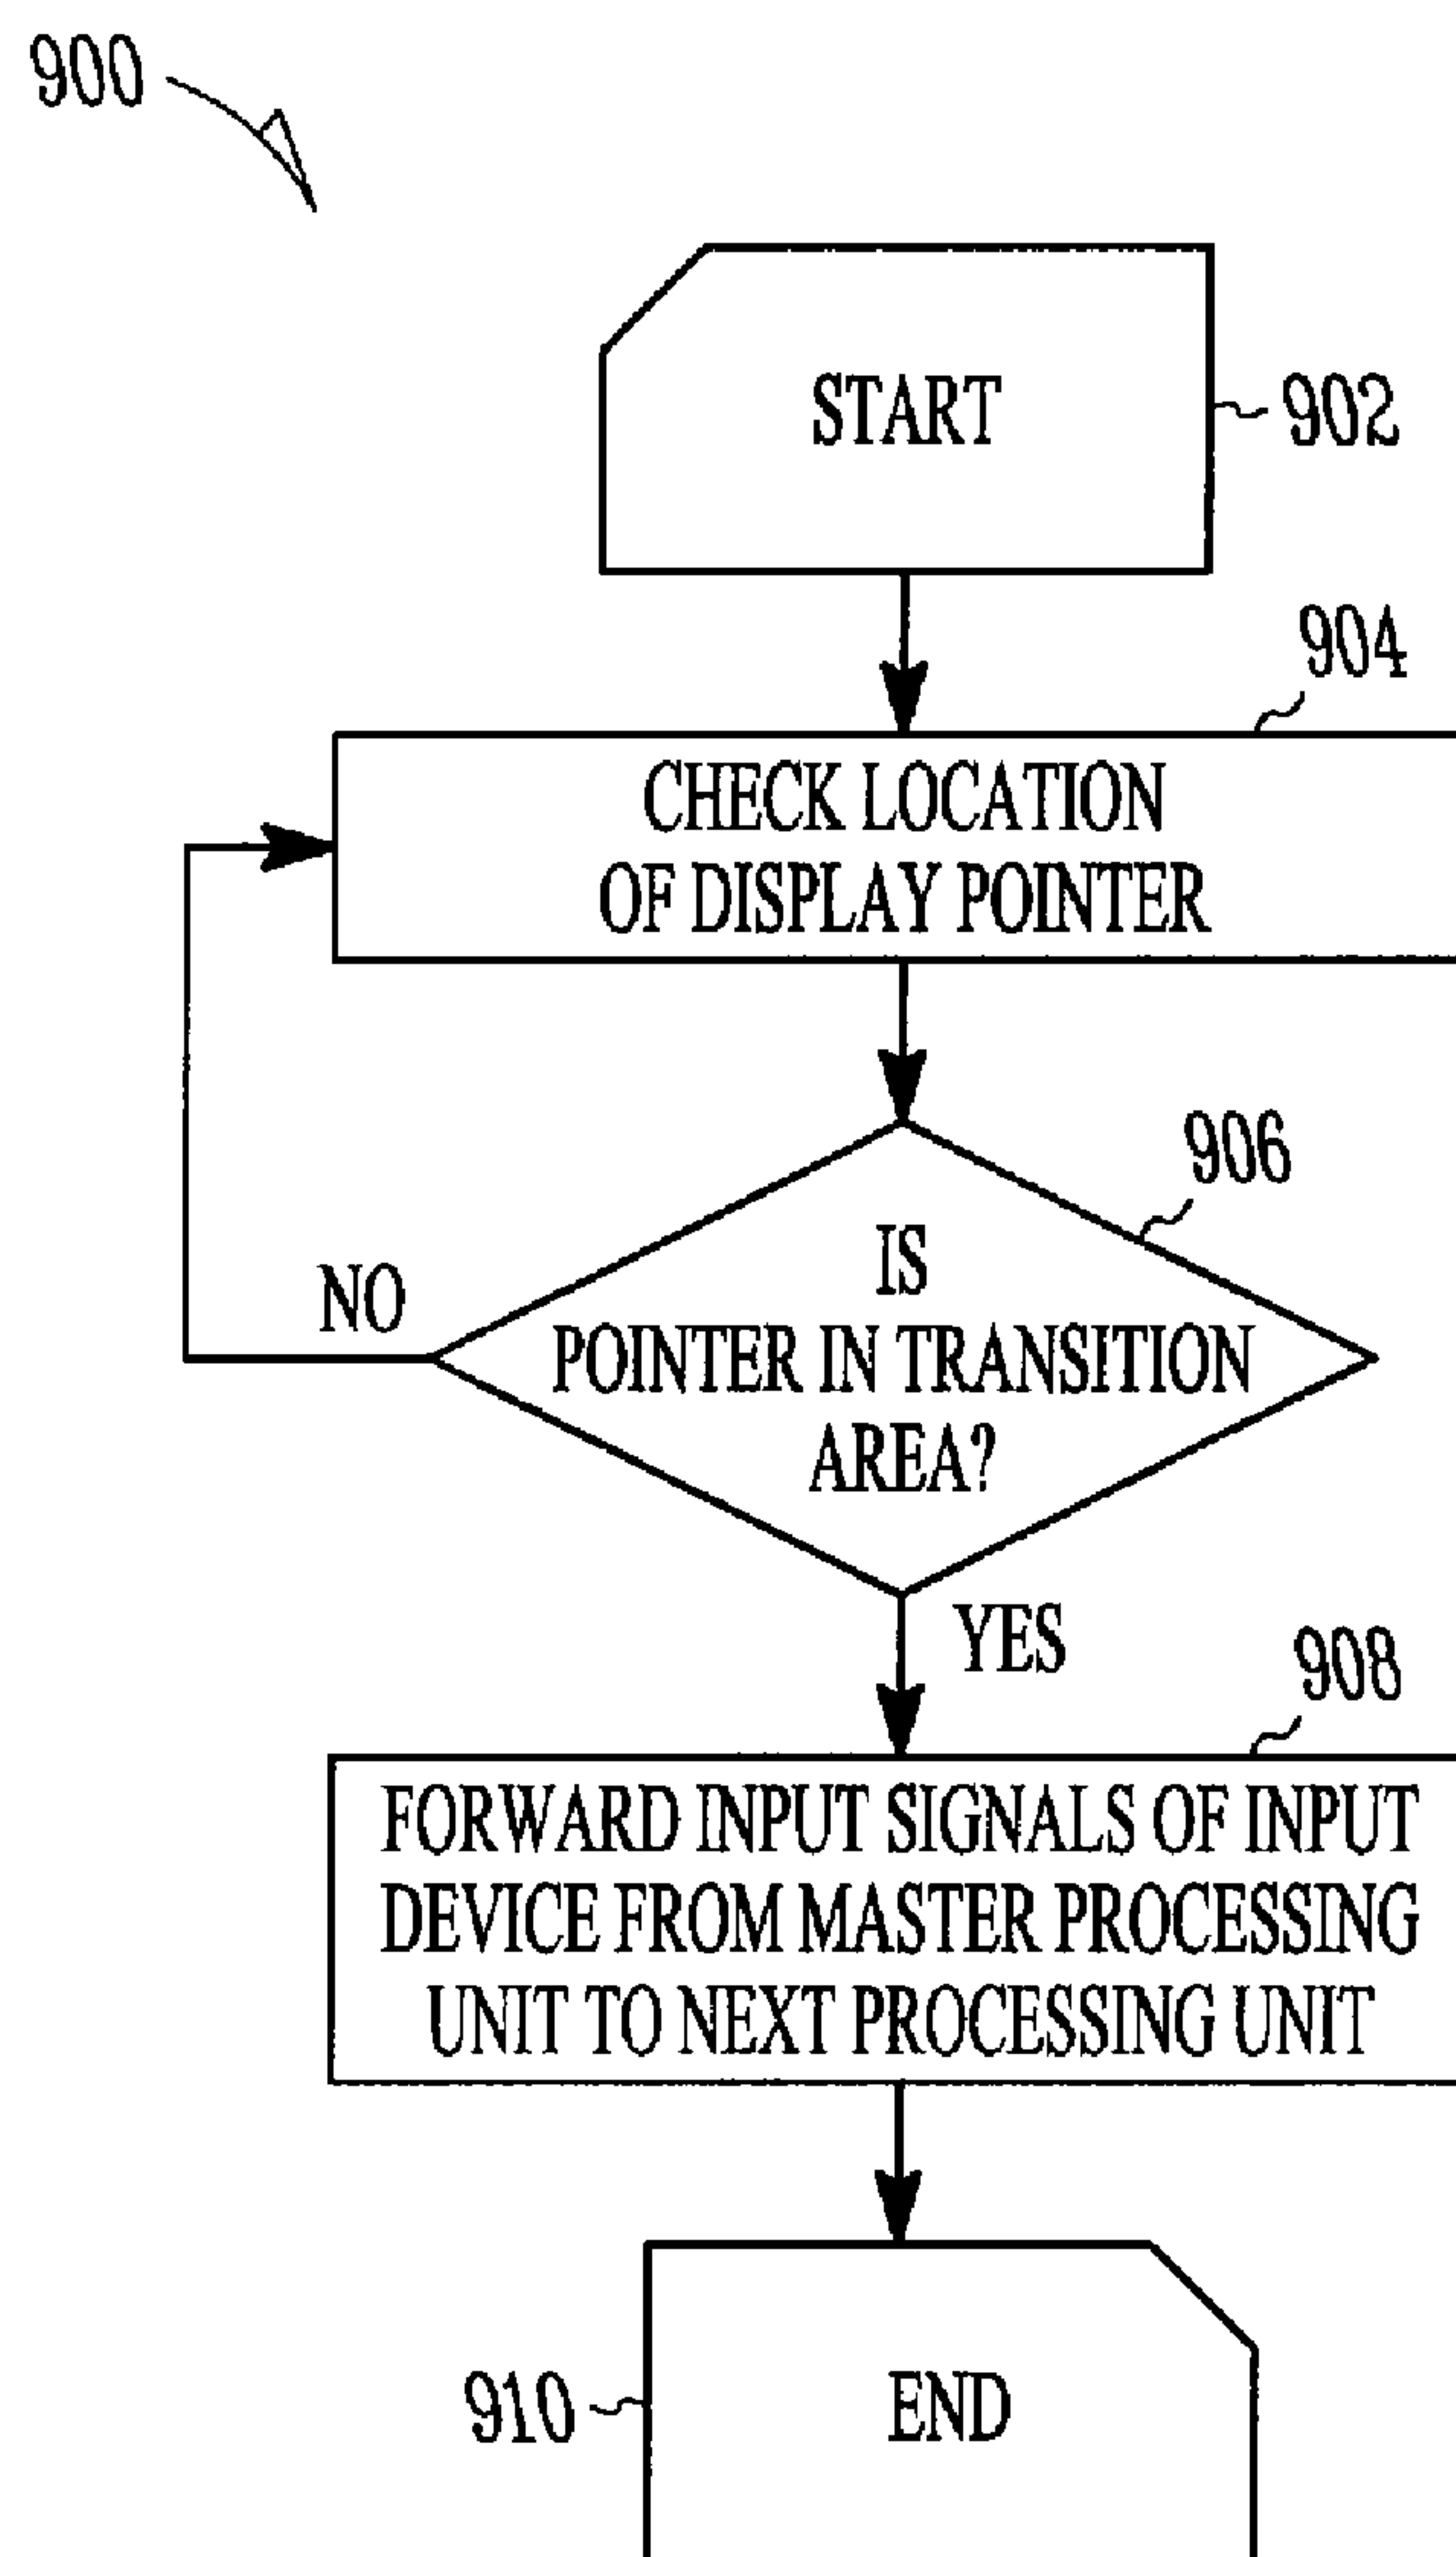 900
START
902
904
CHECK LOCATION
OF DISPLAY POINTER
906
IS
POINTER IN TRANSITION
AREA?
NO
YES
908
FORWARD INPUT SIGNALS OF INPUT
DEVICE FROM MASTER PROCESSING
UNIT TO NEXT PROCESSING UNIT
910
END